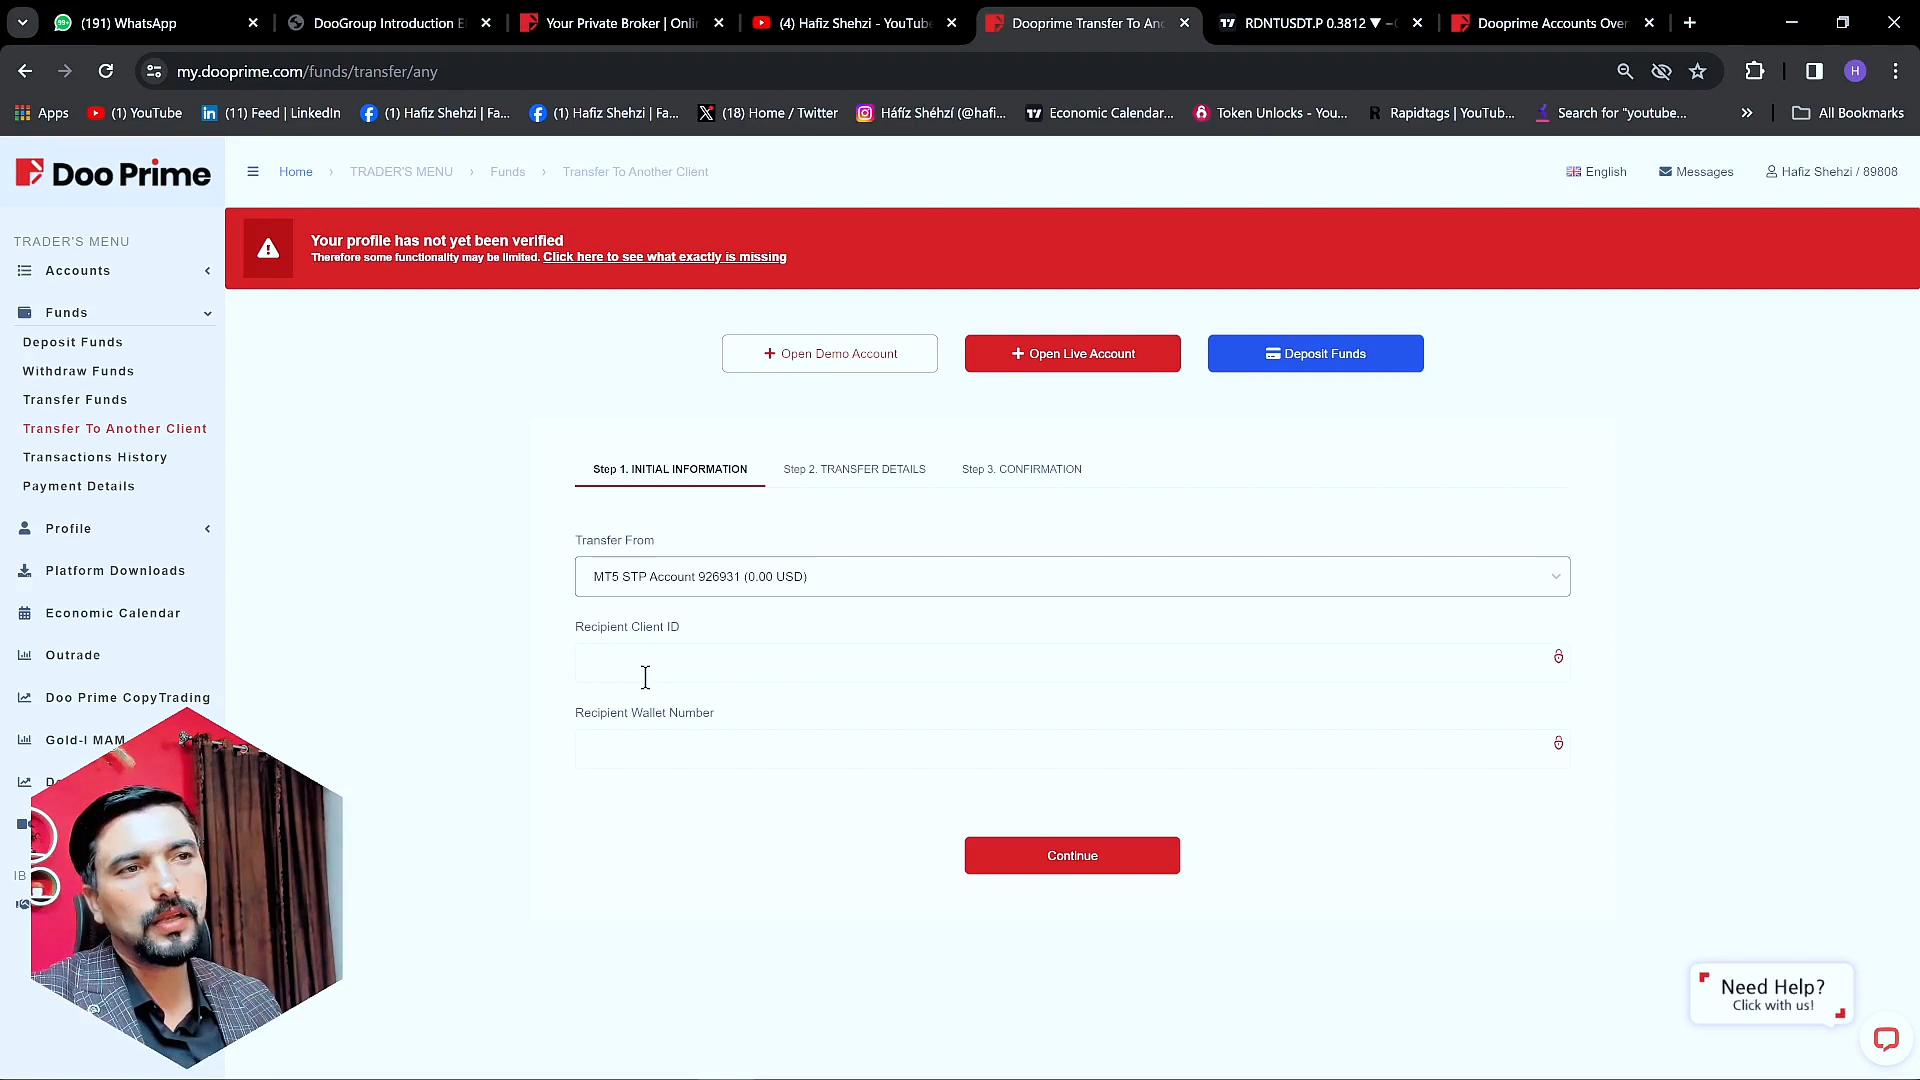 (191) WhatsApp
DooGroup Introduction E
Your Private Broker | Onli
(4) Hafiz Shehzi - YouTube
Dooprime Transfer To An
RDNTUSDT.P 0.3812 ▼ −
Dooprime Accounts Over
my.dooprime.com/funds/transfer/any
H
Apps
(1) YouTube
(11) Feed | LinkedIn
(1) Hafiz Shehzi | Fa...
(1) Hafiz Shehzi | Fa...
(18) Home / Twitter
Háfíz Shéhzí (@hafi...
Economic Calendar...
Token Unlocks - You...
Rapidtags | YouTub...
Search for "youtube...
»
All Bookmarks
Doo Prime
Home › TRADER'S MENU › Funds › Transfer To Another Client
English
Messages
Hafiz Shehzi / 89808
Your profile has not yet been verified
Therefore some functionality may be limited. Click here to see what exactly is missing
TRADER'S MENU
Accounts
Funds
Deposit Funds
Withdraw Funds
Transfer Funds
Transfer To Another Client
Transactions History
Payment Details
Profile
Platform Downloads
Economic Calendar
Outrade
Doo Prime CopyTrading
Gold-I MAM
IB
+ Open Demo Account
+ Open Live Account
Deposit Funds
Step 1. INITIAL INFORMATION
Step 2. TRANSFER DETAILS
Step 3. CONFIRMATION
Transfer From
MT5 STP Account 926931 (0.00 USD)
Recipient Client ID
Recipient Wallet Number
Continue
Need Help?
Click with us!